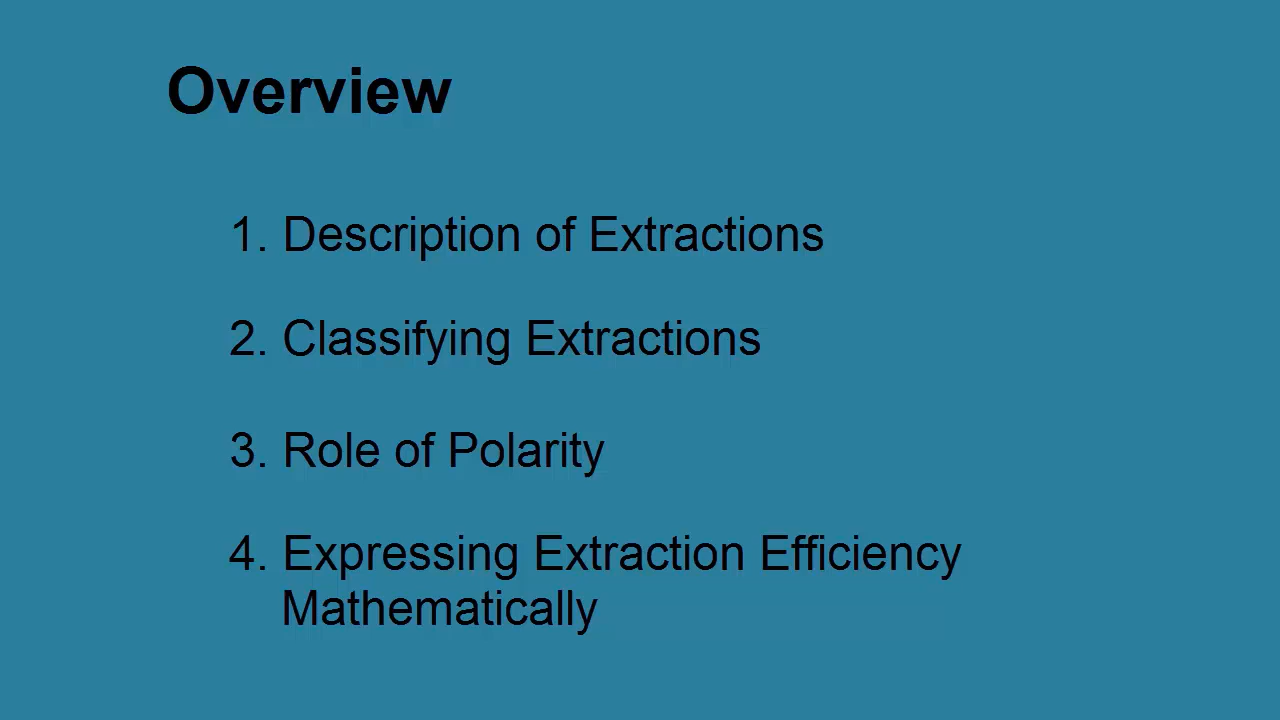 Overview
1. Description of Extractions
2. Classifying Extractions
3. Role of Polarity
4. Expressing Extraction Efficiency
Mathematically